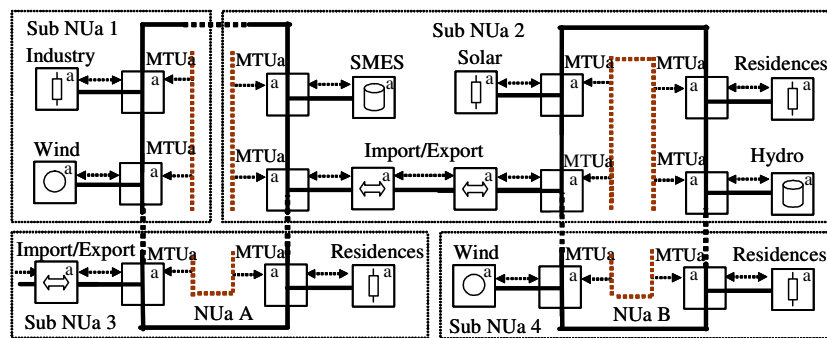 Sub NUa 1
Sub NUa 2
Industry
MTUa
MTUa
SMES
Solar
MTUa
MTUa
Residences
a
a
a
a
a
a
a
a
Wind
MTUa
MTUa
Import/Export
MTUa
MTUa
Hydro
a
a
a
a
a
a
a
a
Import/Export
MTUa
MTUa
Residences
Wind
MTUa
MTUa
Residences
a
a
a
a
a
a
a
a
Sub NUa 3
NUa A
Sub NUa 4
NUa B